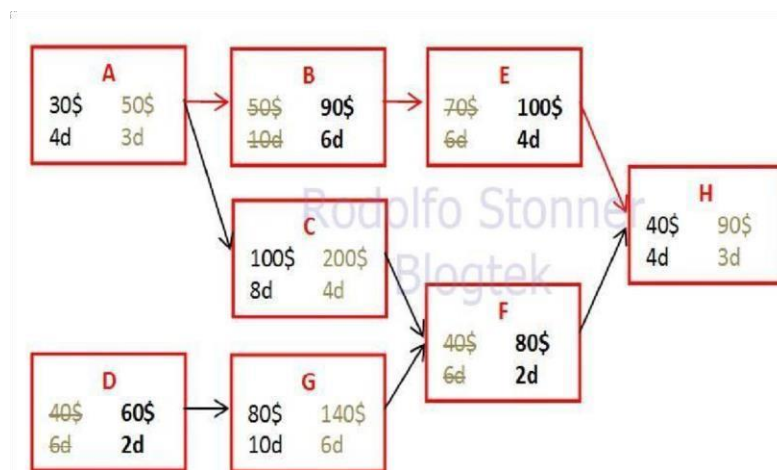 A
30$ 50$
4d 3d
B
50$ 90$
10d 6d
E
70$ 100$
6d 4d
C
100$ 200$
8d 4d
H
40$ 90$
4d 3d
F
40$ 80$
6d 2d
D
40$ 60$
6d 2d
G
80$ 140$
10d 6d
Rodolfo Stonner
Blogtek